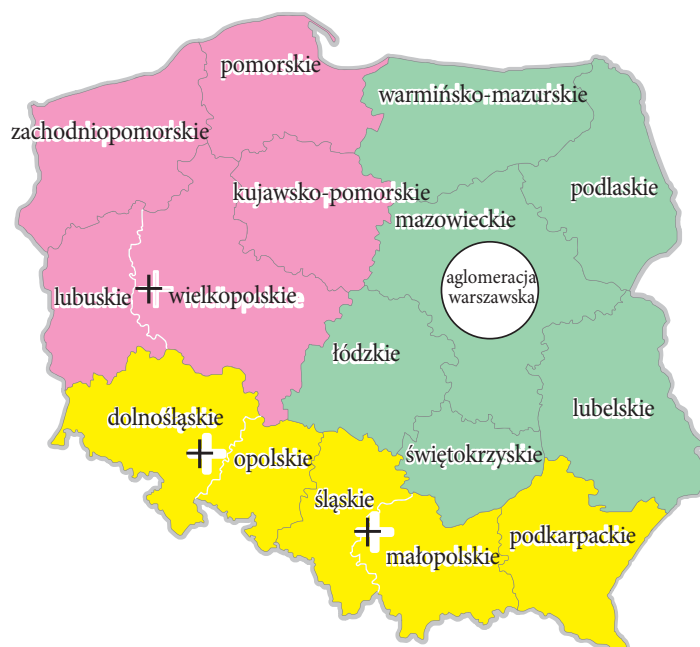 pomorskie
warmińsko-mazurskie
zachodniopomorskie
podlaskie
kujawsko-pomorskie
mazowieckie
aglomeracja
warszawska
lubuskie
wielkopolskie
łódzkie
lubelskie
dolnośląskie
opolskie
świętokrzyskie
śląskie
podkarpackie
małopolskie